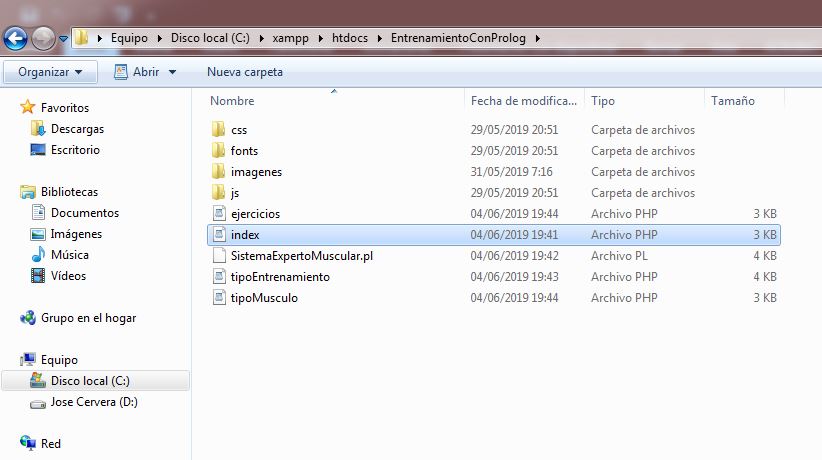 Equipo ▸ Disco local (C:) ▸ xampp ▸ htdocs ▸ EntrenamientoConProlog ▸
Organizar Abrir Nueva carpeta
Favoritos
Descargas
Escritorio
Bibliotecas
Documentos
Imágenes
Música
Vídeos
Grupo en el hogar
Equipo
Disco local (C:)
Jose Cervera (D:)
Red
Nombre Fecha de modifica... Tipo Tamaño
css 29/05/2019 20:51 Carpeta de archivos
fonts 29/05/2019 20:51 Carpeta de archivos
imagenes 31/05/2019 7:16 Carpeta de archivos
js 29/05/2019 20:51 Carpeta de archivos
ejercicios 04/06/2019 19:44 Archivo PHP 3 KB
index 04/06/2019 19:41 Archivo PHP 3 KB
SistemaExpertoMuscular.pl 04/06/2019 19:42 Archivo PL 4 KB
tipoEntrenamiento 04/06/2019 19:43 Archivo PHP 4 KB
tipoMusculo 04/06/2019 19:44 Archivo PHP 3 KB